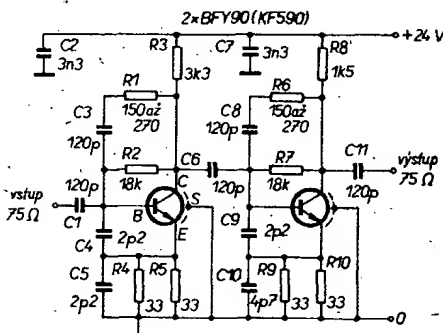 2xBFY90(KF590)
+24 V
C2
3n3
R3
3k3
C7
3n3
R8
1k5
R1
150až
270
R6
150až
270
C3
120p
C8
120p
R2
18k
C6
120p
R7
18k
C11
120p
vstup
75 Ω
120p
C1
výstup
75 Ω
B
C
S
E
C4
2p2
C9
2p2
C5
2p2
R4
33
R5
33
C10
4p7
R9
33
R10
33
0